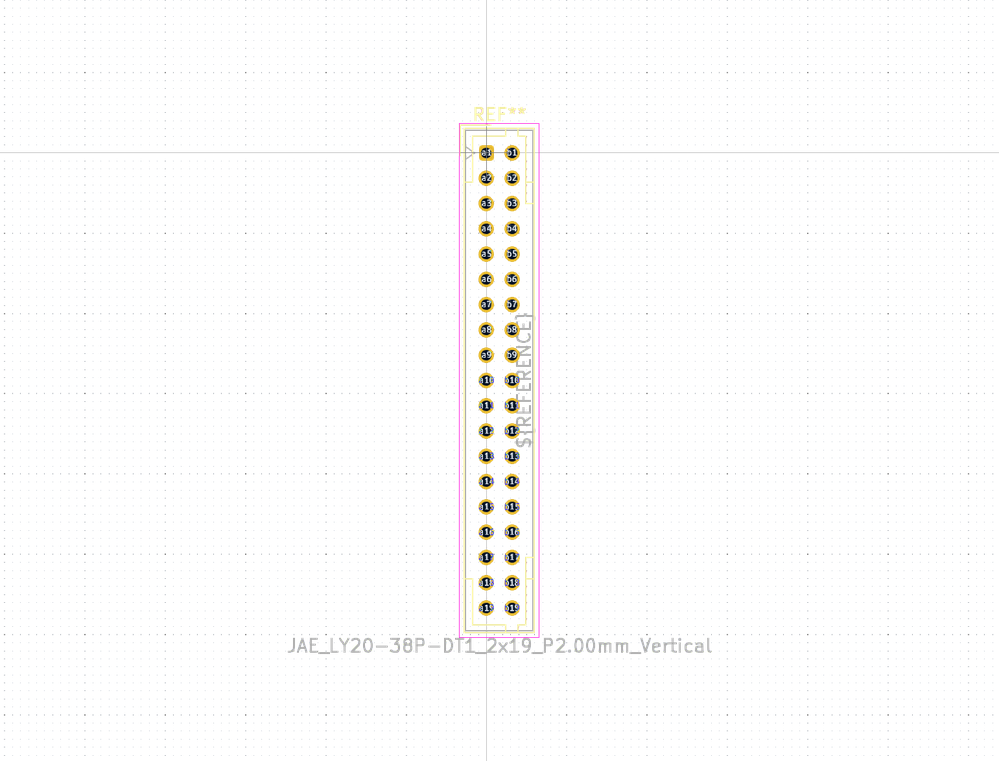 REF**
a1 b1
a2 b2
a3 b3
a4 b4
a5 b5
a6 b6
a7 b7
a8 b8
a9 b9
a10 b10
a11 b11
a12 b12
a13 b13
a14 b14
a15 b15
a16 b16
a17 b17
a18 b18
a19 b19
${REFERENCE}
JAE_LY20-38P-DT1_2x19_P2.00mm_Vertical